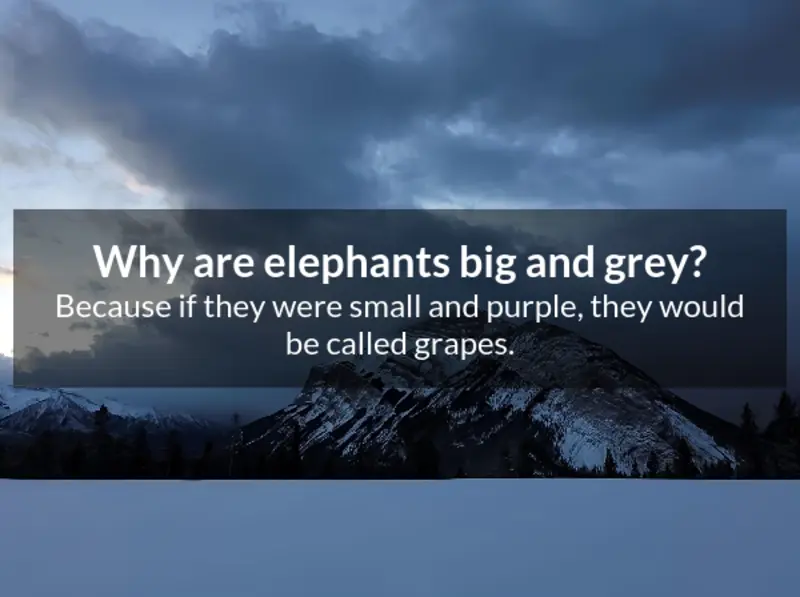 Why are elephants big and grey?
Because if they were small and purple, they would
be called grapes.